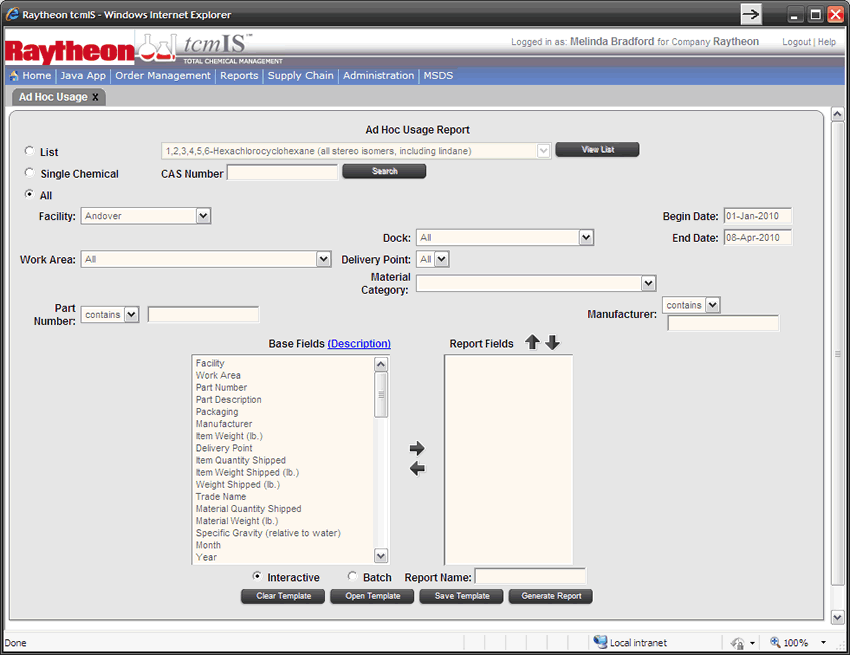 Raytheon tcmIS - Windows Internet Explorer
Raytheon tcmIS™
TOTAL CHEMICAL MANAGEMENT
Logged in as: Melinda Bradford for Company Raytheon
Logout | Help
Home | Java App | Order Management | Reports | Supply Chain | Administration | MSDS
Ad Hoc Usage X
Ad Hoc Usage Report
List 1,2,3,4,5,6-Hexachlorocyclohexane (all stereo isomers, including lindane) View List
Single Chemical CAS Number Search
All
Facility: Andover Begin Date: 01-Jan-2010
Dock: All End Date: 08-Apr-2010
Work Area: All Delivery Point: All
Material
Category:
Part
Number: contains
Manufacturer: contains
Base Fields (Description) Report Fields
Facility
Work Area
Part Number
Part Description
Packaging
Manufacturer
Item Weight (lb.)
Delivery Point
Item Quantity Shipped
Item Weight Shipped (lb.)
Weight Shipped (lb.)
Trade Name
Material Quantity Shipped
Material Weight (lb.)
Specific Gravity (relative to water)
Month
Year
Interactive Batch Report Name:
Clear Template Open Template Save Template Generate Report
Done Local intranet 100%